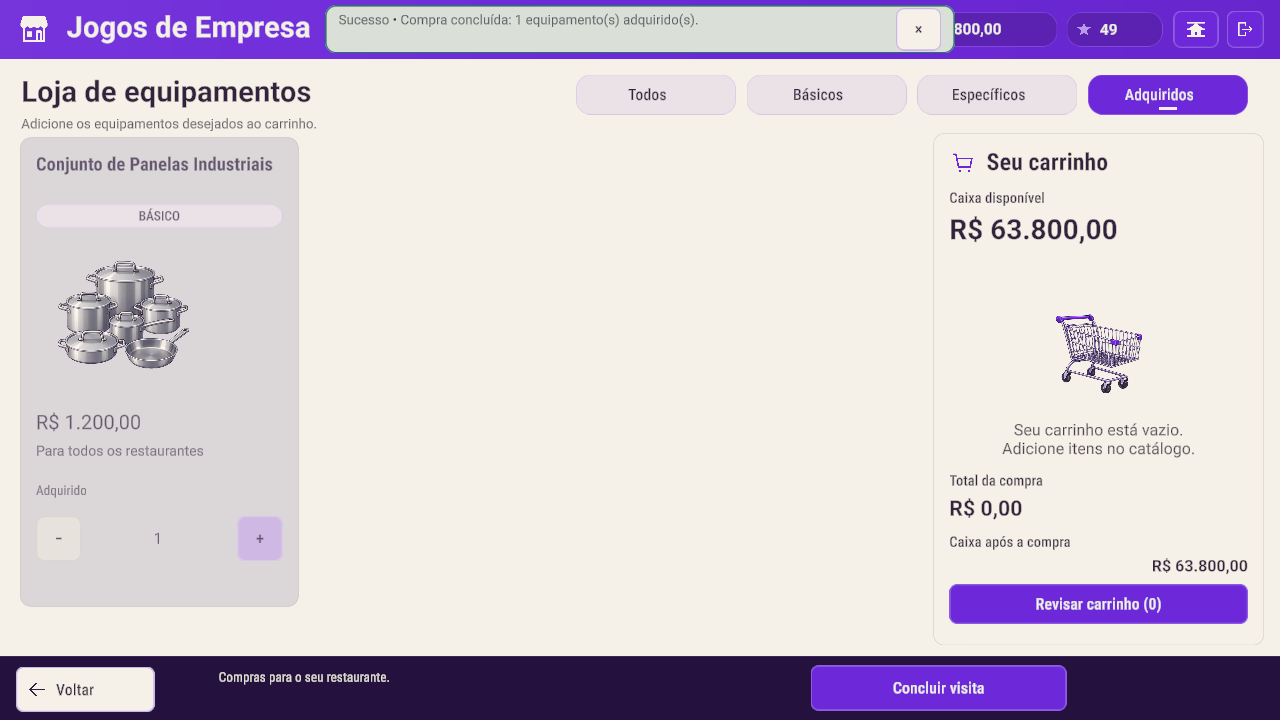 Jogos de Empresa
Sucesso • Compra concluída: 1 equipamento(s) adquirido(s).
×
800,00
49
Loja de equipamentos
Adicione os equipamentos desejados ao carrinho.
Todos
Básicos
Específicos
Adquiridos
Conjunto de Panelas Industriais
BÁSICO
R$ 1.200,00
Para todos os restaurantes
Adquirido
- 1 +
Seu carrinho
Caixa disponível
R$ 63.800,00
Seu carrinho está vazio.
Adicione itens no catálogo.
Total da compra
R$ 0,00
Caixa após a compra
R$ 63.800,00
Revisar carrinho (0)
Voltar
Compras para o seu restaurante.
Concluir visita